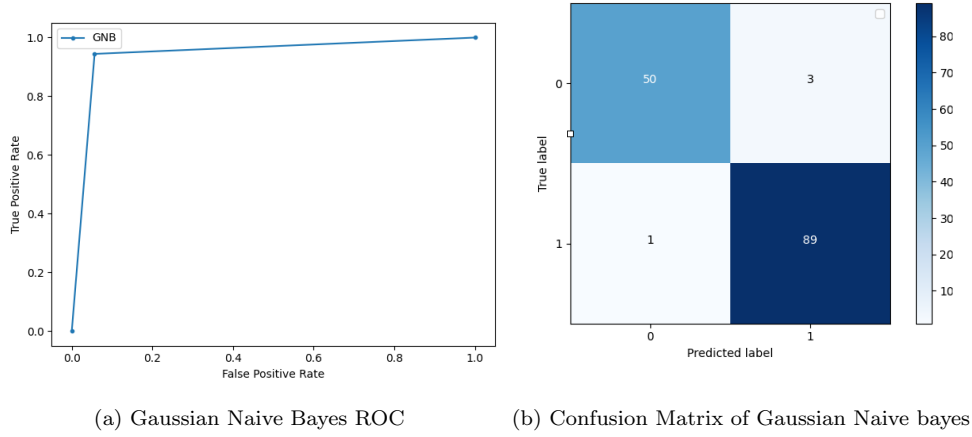 GNB
1.0
0.8
0.6
0.4
0.2
0.0
True Positive Rate
0.0 0.2 0.4 0.6 0.8 1.0
False Positive Rate
(a) Gaussian Naive Bayes ROC
True label
0
1
50 3
1 89
0 1
Predicted label
80
70
60
50
40
30
20
10
(b) Confusion Matrix of Gaussian Naive bayes